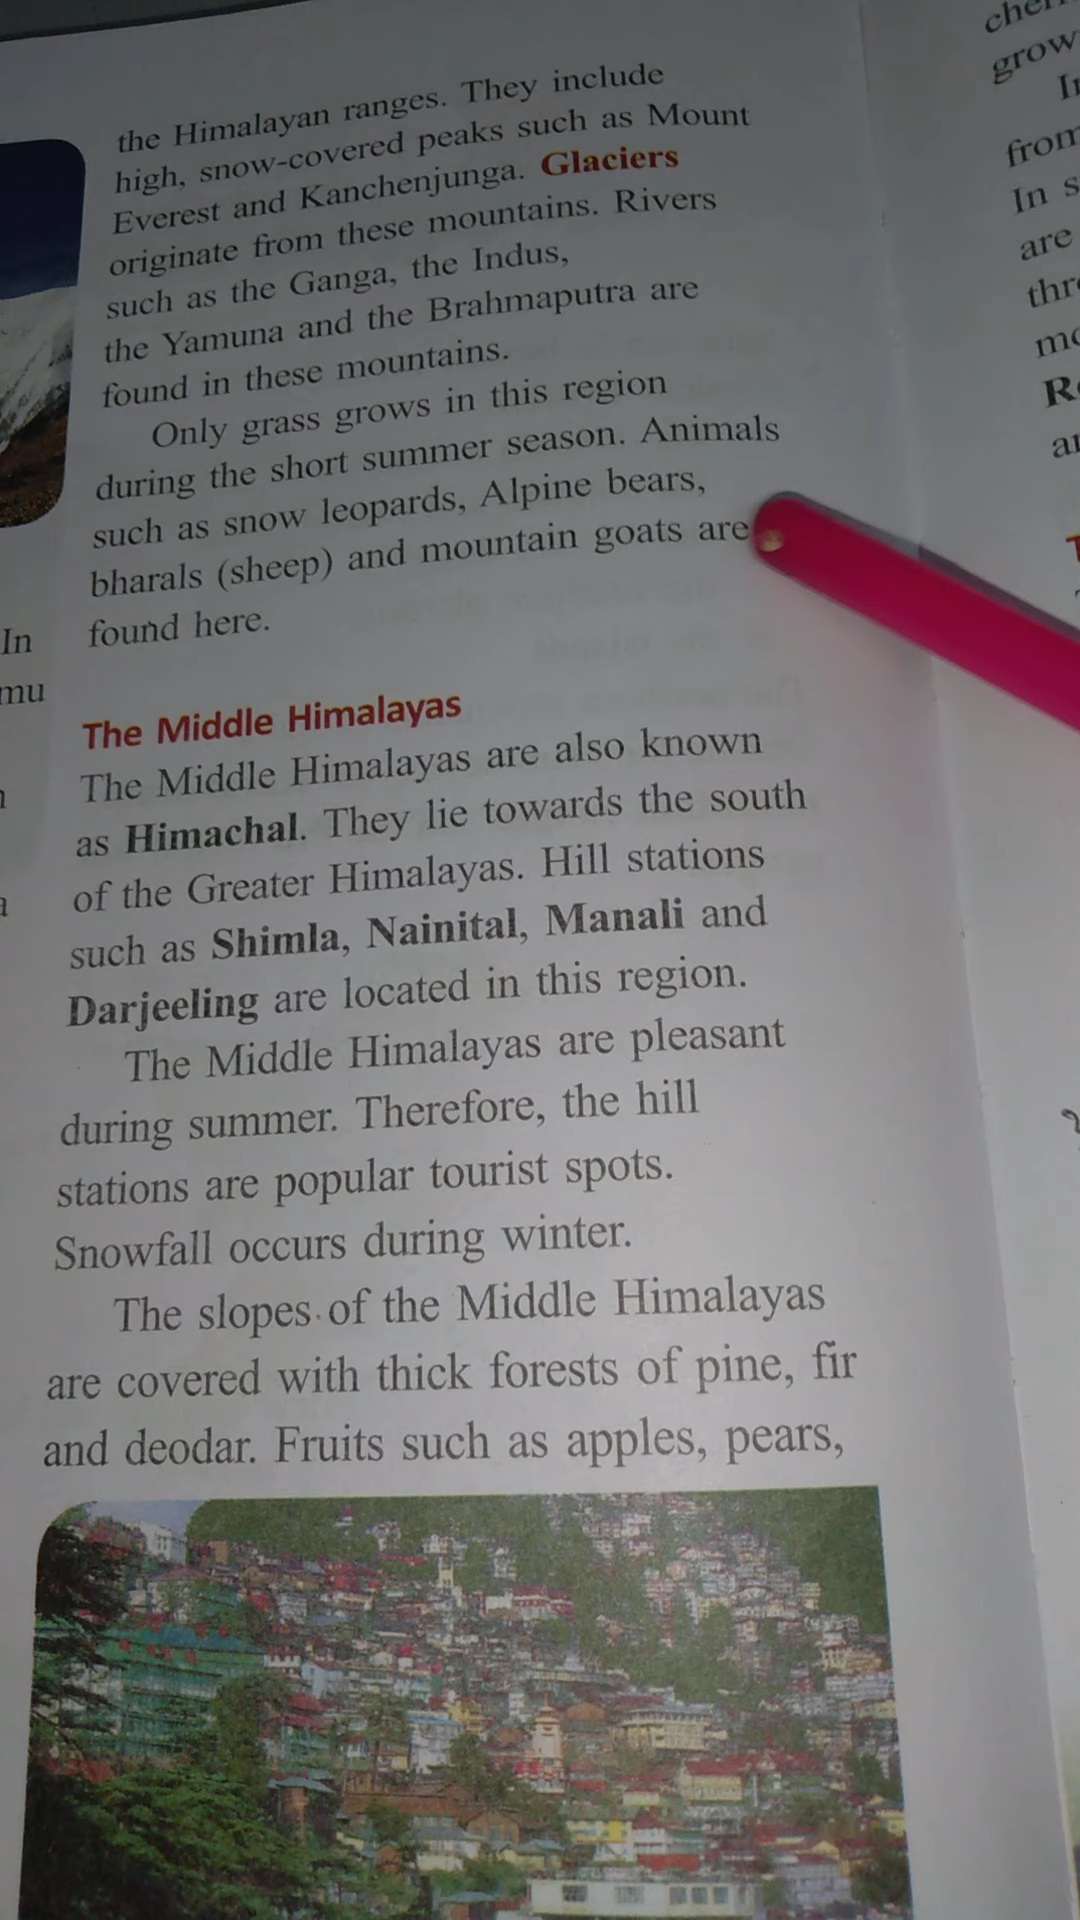 the Himalayan ranges. They include
high, snow-covered peaks such as Mount
Everest and Kanchenjunga. Glaciers
originate from these mountains. Rivers
such as the Ganga, the Indus,
the Yamuna and the Brahmaputra are
found in these mountains.
Only grass grows in this region
during the short summer season. Animals
such as snow leopards, Alpine bears,
bharals (sheep) and mountain goats are
found here.
The Middle Himalayas
The Middle Himalayas are also known
as Himachal. They lie towards the south
of the Greater Himalayas. Hill stations
such as Shimla, Nainital, Manali and
Darjeeling are located in this region.
The Middle Himalayas are pleasant
during summer. Therefore, the hill
stations are popular tourist spots.
Snowfall occurs during winter.
The slopes of the Middle Himalayas
are covered with thick forests of pine, fir
and deodar. Fruits such as apples, pears,
In
grow
from
In
are